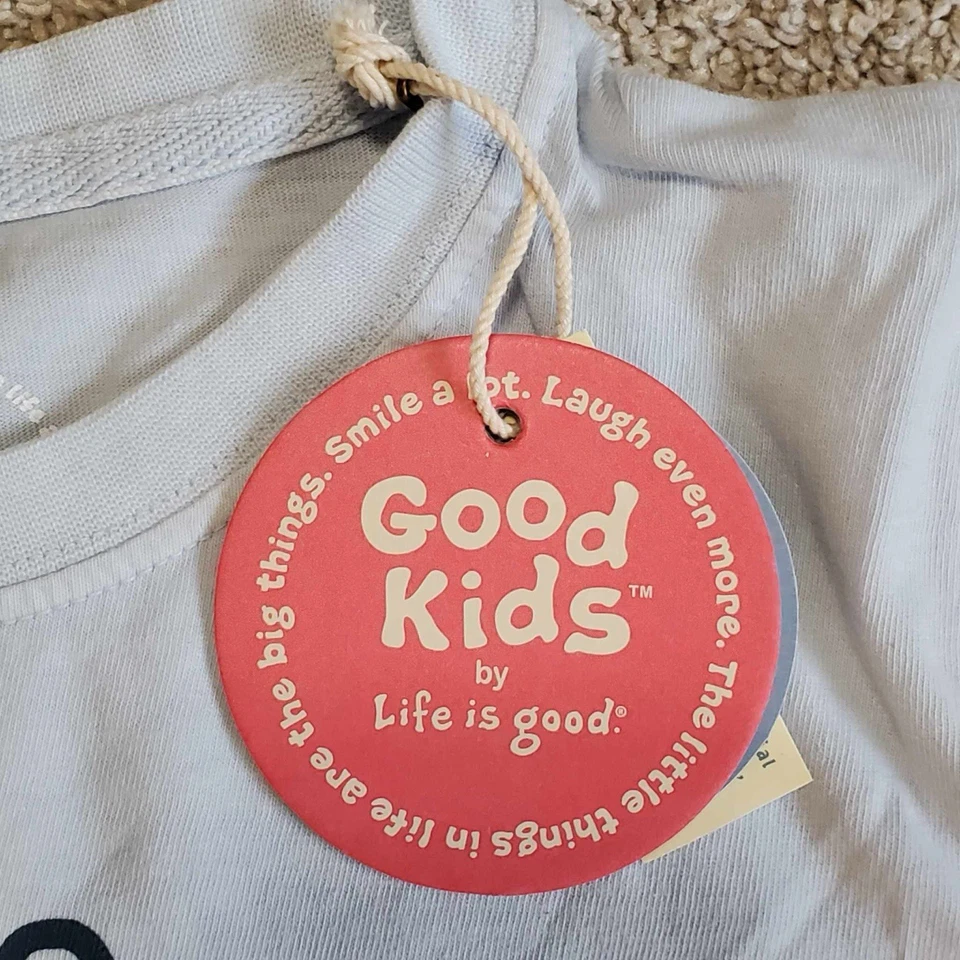 Smile a lot. Laugh even more. The little things in life are the big things.
Good
Kids™
by
Life is good.®
life